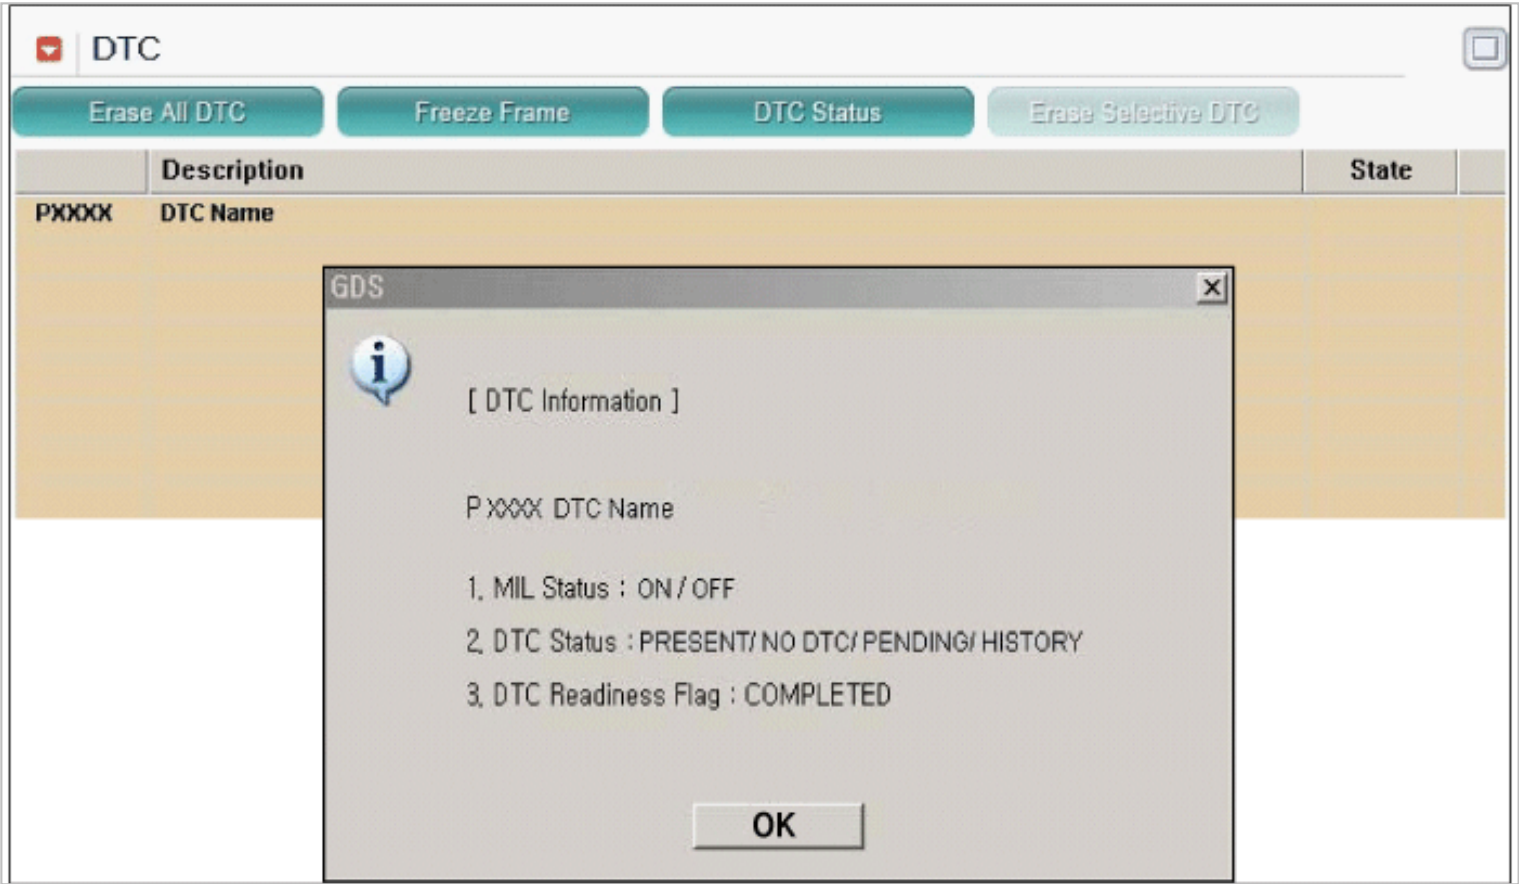 DTC
Erase All DTC Freeze Frame DTC Status Erase Selective DTC
Description State
PXXXX DTC Name
GDS
[ DTC Information ]
P XXXX DTC Name
1, MIL Status : ON / OFF
2, DTC Status : PRESENT/ NO DTC/ PENDING/ HISTORY
3, DTC Readiness Flag : COMPLETED
OK